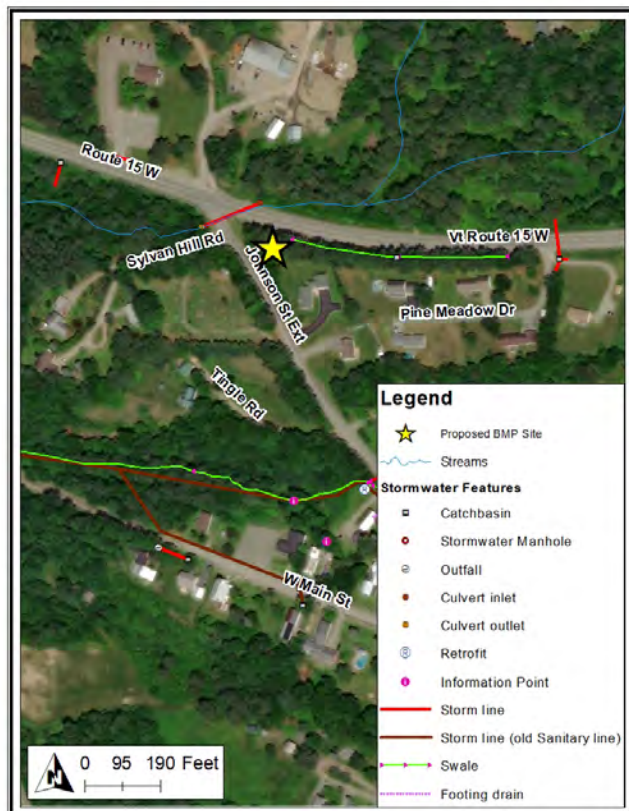 Route 15 W
Vt Route 15 W
Sylvan Hill Rd
Johnson St Ext
Pine Meadow Dr
Tingle Rd
W Main St
Legend
Proposed BMP Site
Streams
Stormwater Features
Catchbasin
Stormwater Manhole
Outfall
Culvert inlet
Culvert outlet
Retrofit
Information Point
Storm line
Storm line (old Sanitary line)
Swale
Footing drain
N
0 95 190 Feet